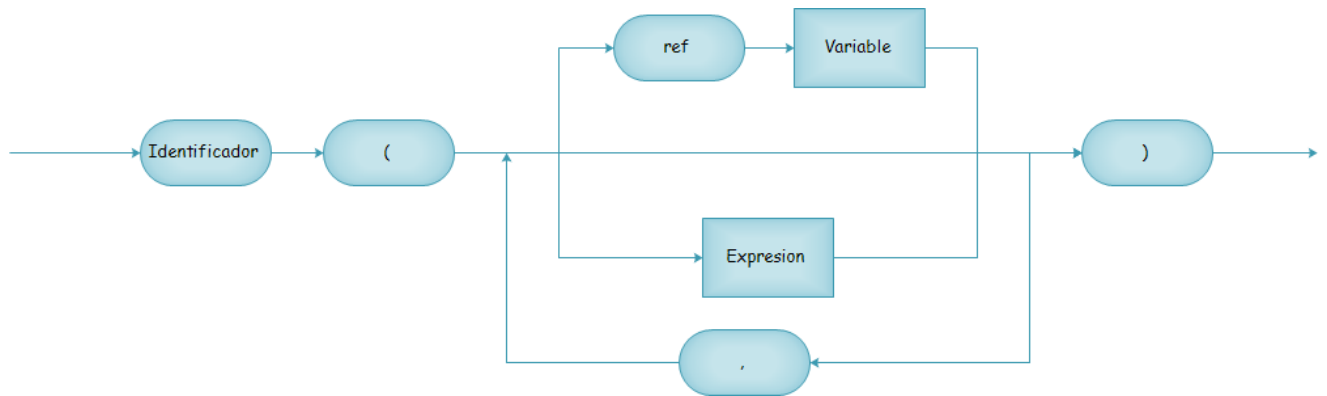 ref
Variable
Identificador
(
)
Expresion
,